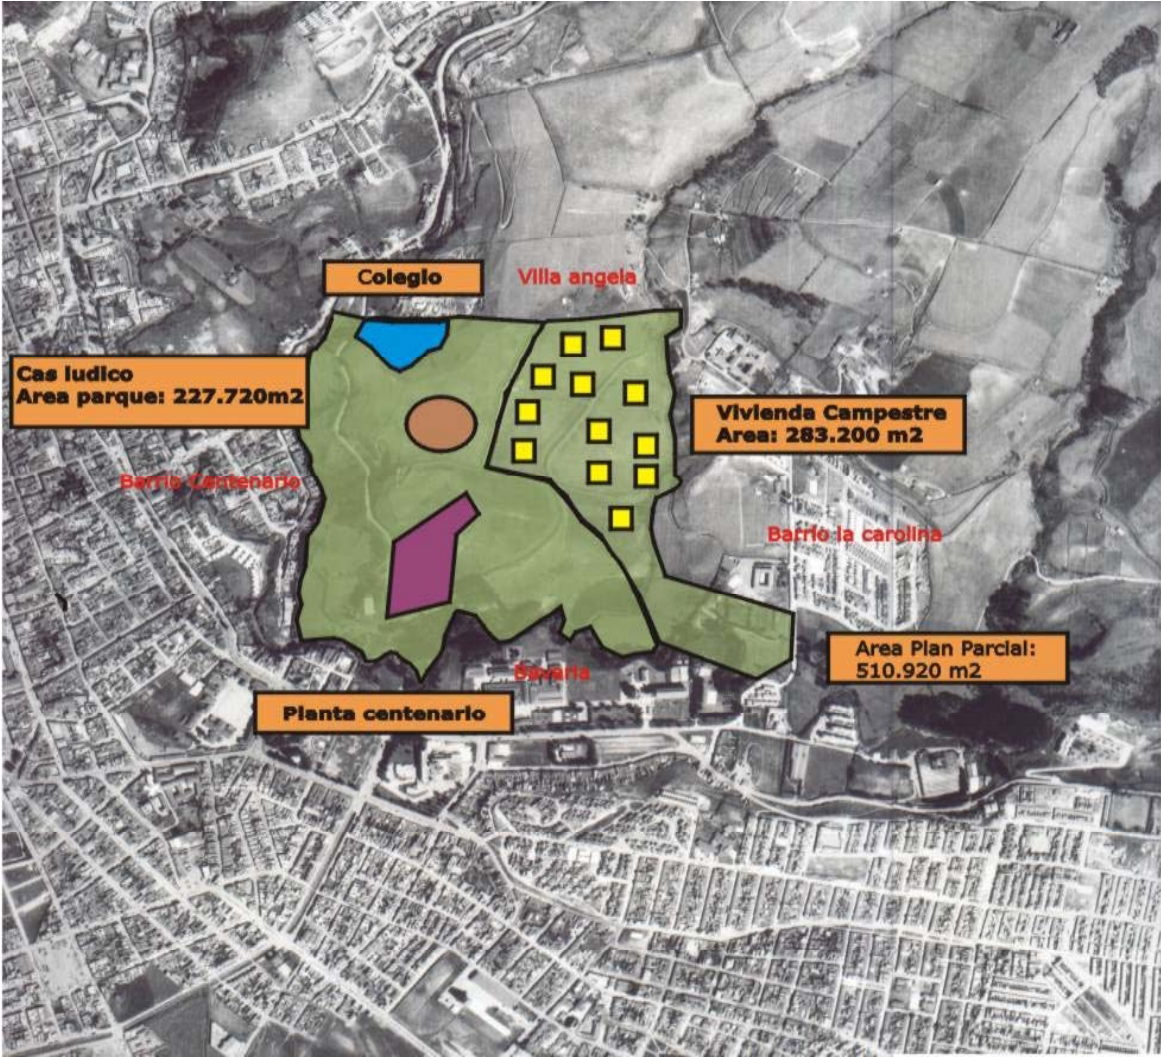 Colegio
Villa angela
Cas ludico
Area parque: 227.720m2
Vivienda Campestre
Area: 283.200 m2
Barrio Centenario
Barrio la carolina
Area Plan Parcial:
510.920 m2
Bavaria
Planta centenario